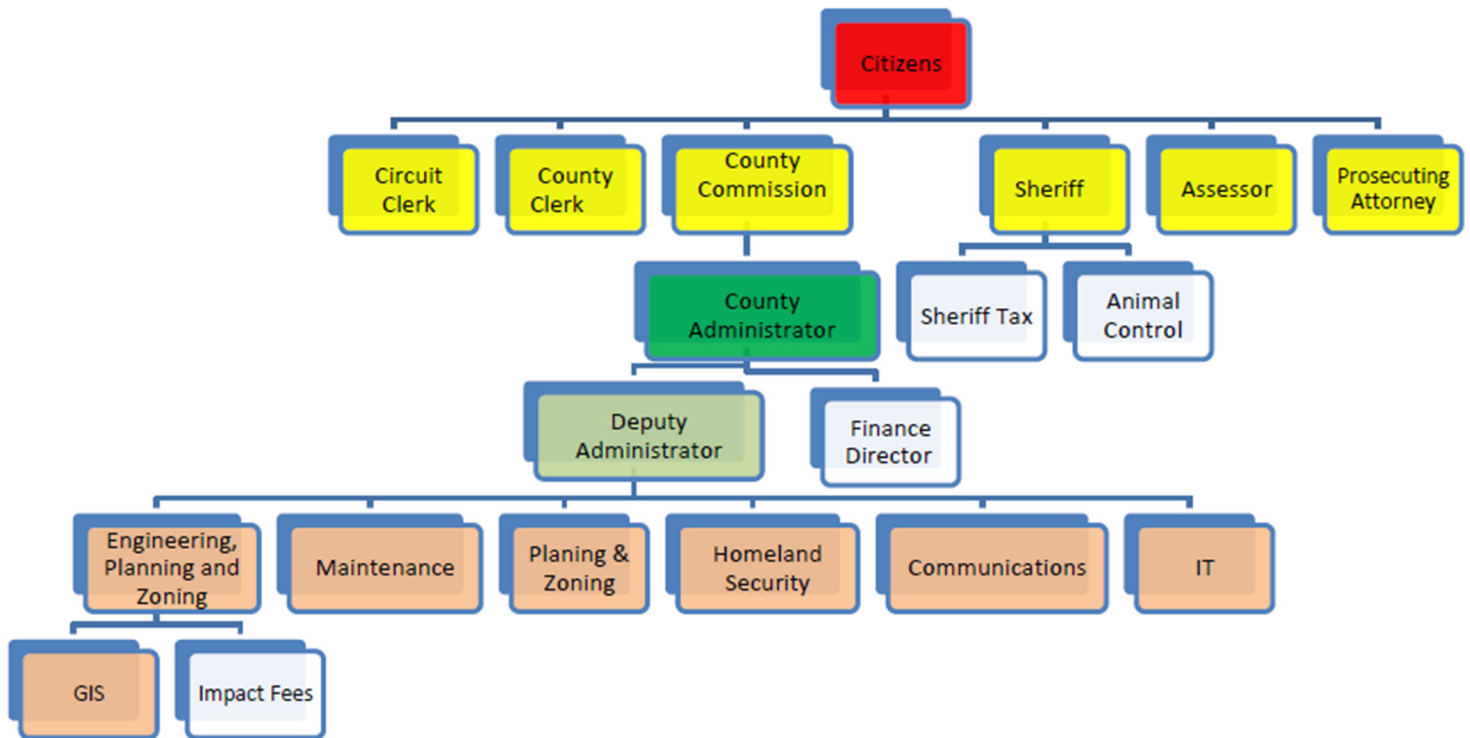 Citizens
Circuit
Clerk
County
Clerk
County
Commission
Sheriff
Assessor
Prosecuting
Attorney
County
Administrator
Sheriff Tax
Animal
Control
Deputy
Administrator
Finance
Director
Engineering,
Planning and
Zoning
Maintenance
Planing &
Zoning
Homeland
Security
Communications
IT
GIS
Impact Fees